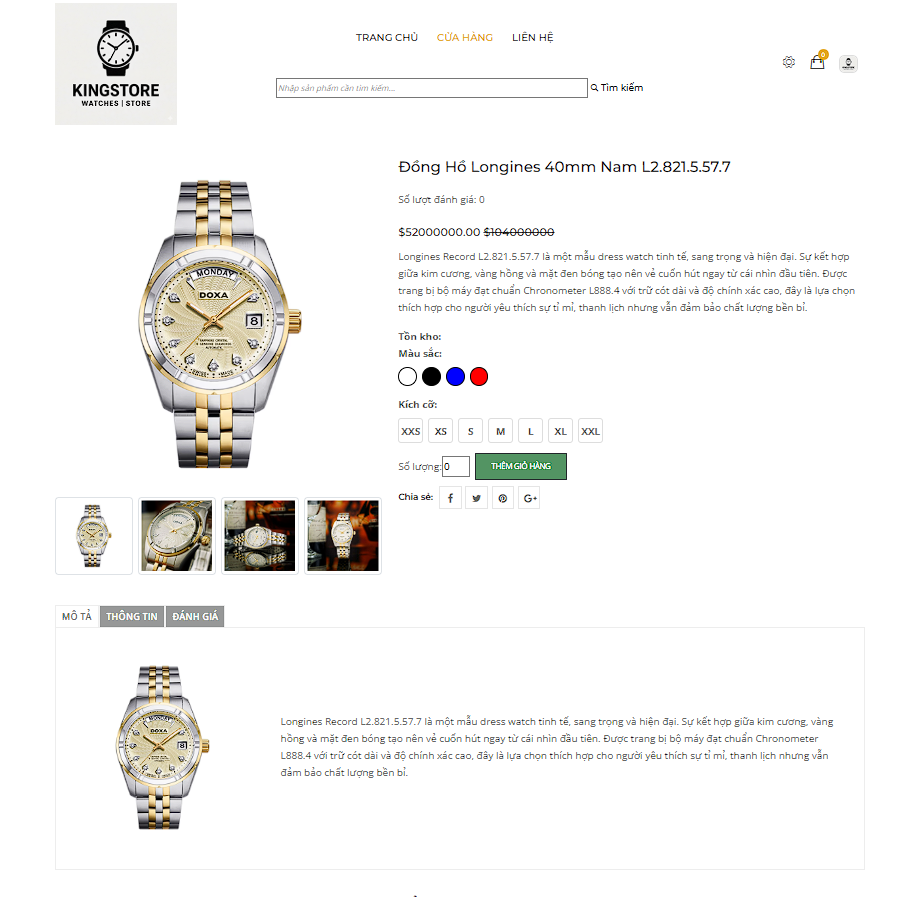 KINGSTORE
WATCHES | STORE
TRANG CHỦ CỬA HÀNG LIÊN HỆ
0
Nhập sản phẩm cần tìm kiếm...
Tìm kiếm
Đồng Hồ Longines 40mm Nam L2.821.5.57.7
Số lượt đánh giá: 0
$52000000.00 $104000000
Longines Record L2.821.5.57.7 là một mẫu dress watch tinh tế, sang trọng và hiện đại. Sự kết hợp
giữa kim cương, vàng hồng và mặt đen bóng tạo nên vẻ cuốn hút ngay từ cái nhìn đầu tiên. Được
trang bị bộ máy đạt chuẩn Chronometer L888.4 với trữ cót dài và độ chính xác cao, đây là lựa chọn
thích hợp cho người yêu thích sự tỉ mỉ, thanh lịch nhưng vẫn đảm bảo chất lượng bền bỉ.
Tồn kho:
Màu sắc:
Kích cỡ:
XXS XS S M L XL XXL
Số lượng: 0 THÊM GIỎ HÀNG
Chia sẻ:
MONDAY
DOXA
8
SAPPHIRE CRYSTAL
AUTOMATIC
MÔ TẢ THÔNG TIN ĐÁNH GIÁ
MONDAY
DOXA
8
Longines Record L2.821.5.57.7 là một mẫu dress watch tinh tế, sang trọng và hiện đại. Sự kết hợp giữa kim cương, vàng
hồng và mặt đen bóng tạo nên vẻ cuốn hút ngay từ cái nhìn đầu tiên. Được trang bị bộ máy đạt chuẩn Chronometer
L888.4 với trữ cót dài và độ chính xác cao, đây là lựa chọn thích hợp cho người yêu thích sự tỉ mỉ, thanh lịch nhưng vẫn
đảm bảo chất lượng bền bỉ.